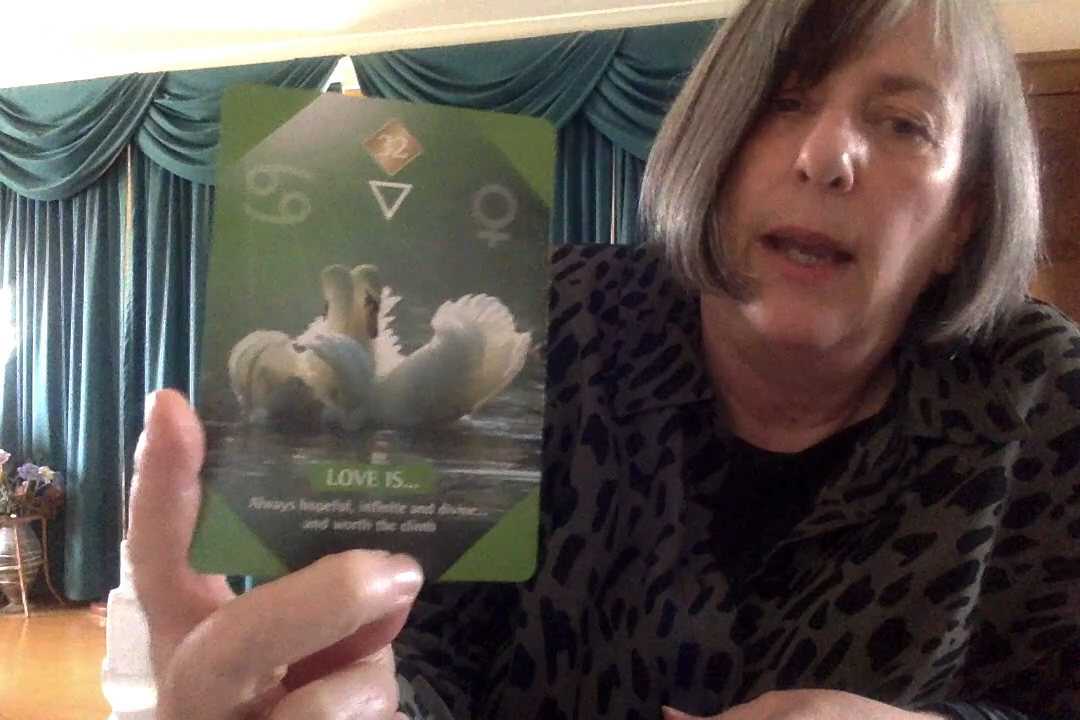 32
LOVE IS...
Always hopeful, infinite and divine...
and worth the climb